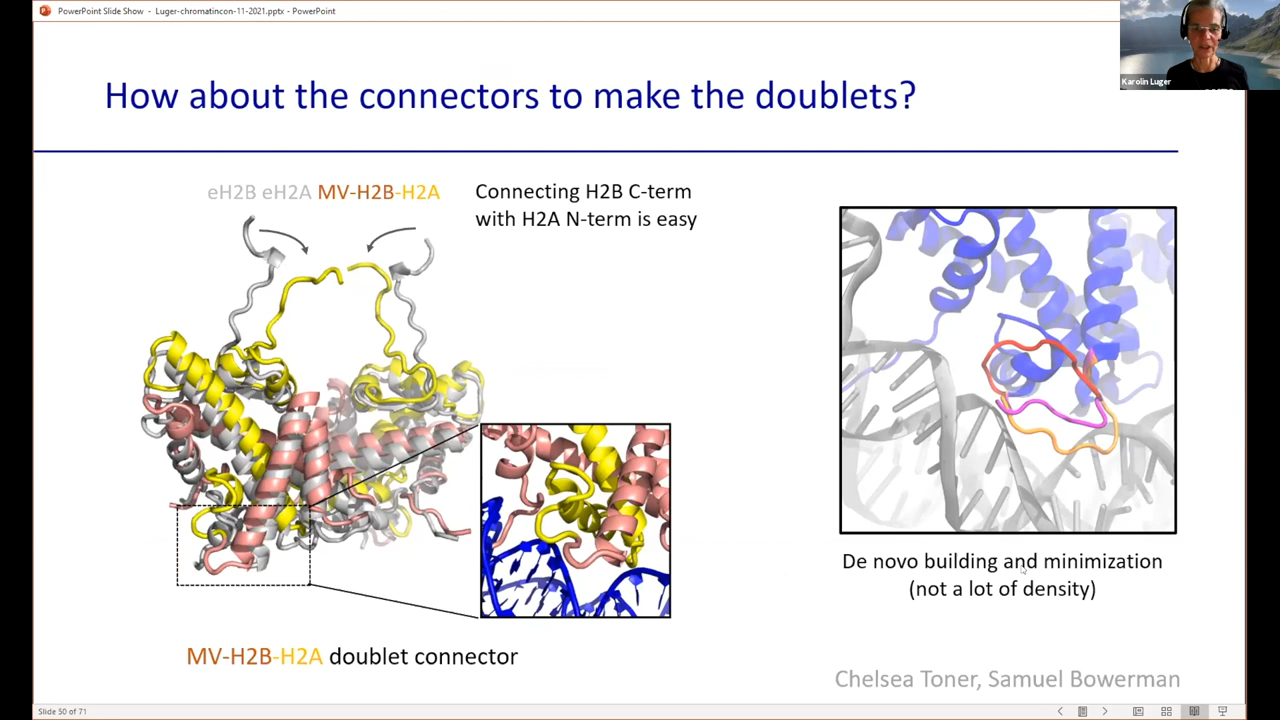 PowerPoint Slide Show - Luger-chromatincon-11-2021.pptx - PowerPoint
Karolin Luger
How about the connectors to make the doublets?
eH2B eH2A MV-H2B-H2A
Connecting H2B C-term
with H2A N-term is easy
De novo building and minimization
(not a lot of density)
MV-H2B-H2A doublet connector
Chelsea Toner, Samuel Bowerman
Slide 50 of 71